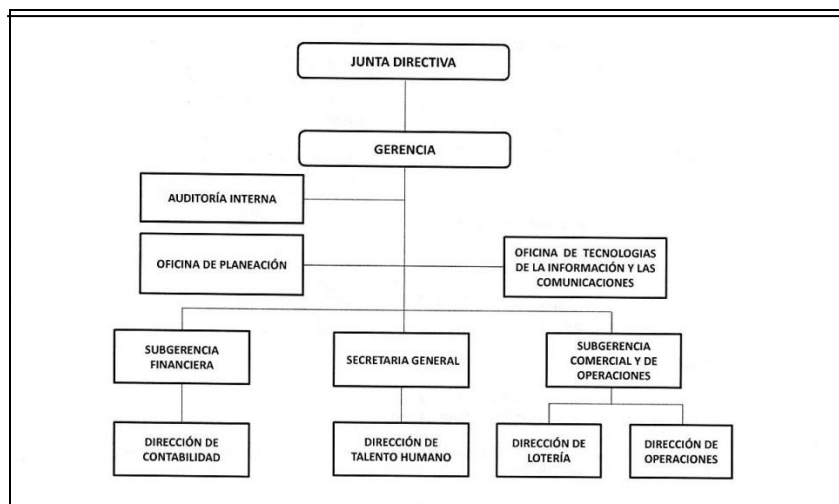 JUNTA DIRECTIVA
GERENCIA
AUDITORÍA INTERNA
OFICINA DE PLANEACIÓN
OFICINA DE TECNOLOGIAS
DE LA INFORMACIÓN Y LAS
COMUNICACIONES
SUBGERENCIA
FINANCIERA
SECRETARIA GENERAL
SUBGERENCIA
COMERCIAL Y DE
OPERACIONES
DIRECCIÓN DE
CONTABILIDAD
DIRECCIÓN DE
TALENTO HUMANO
DIRECCIÓN DE
LOTERÍA
DIRECCIÓN DE
OPERACIONES